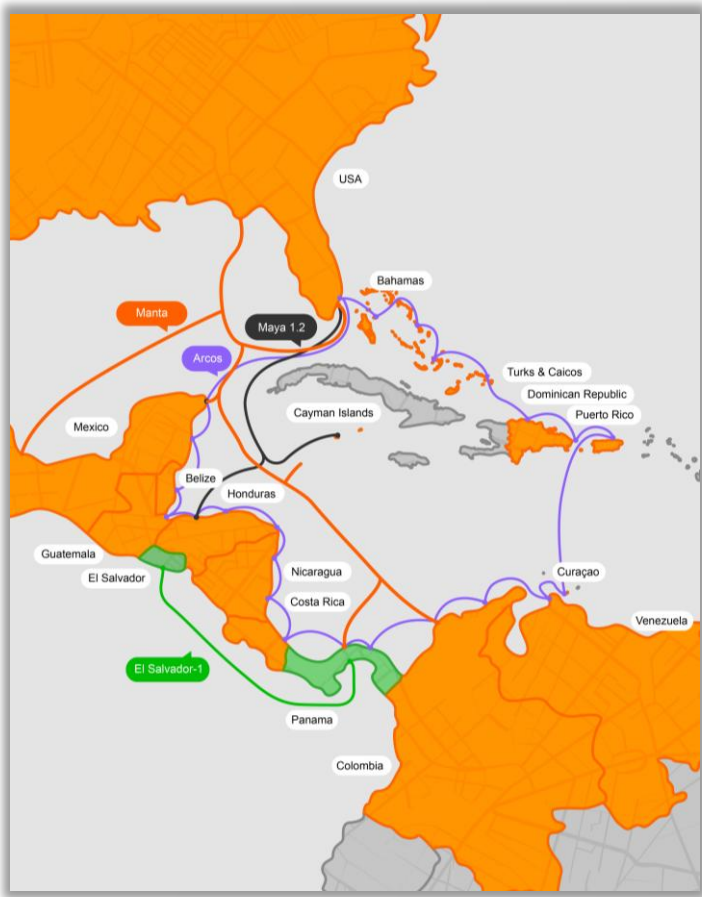 USA
Bahamas
Manta
Maya 1.2
Arcos
Turks & Caicos
Dominican Republic
Cayman Islands
Puerto Rico
Mexico
Belize
Honduras
Guatemala
El Salvador
Nicaragua
Curaçao
Costa Rica
Venezuela
El Salvador-1
Panama
Colombia